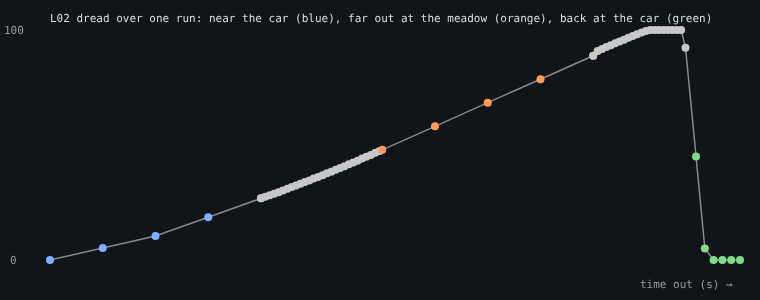 L02 dread over one run: near the car (blue), far out at the meadow (orange), back at the car (green)
100
0
time out (s) →